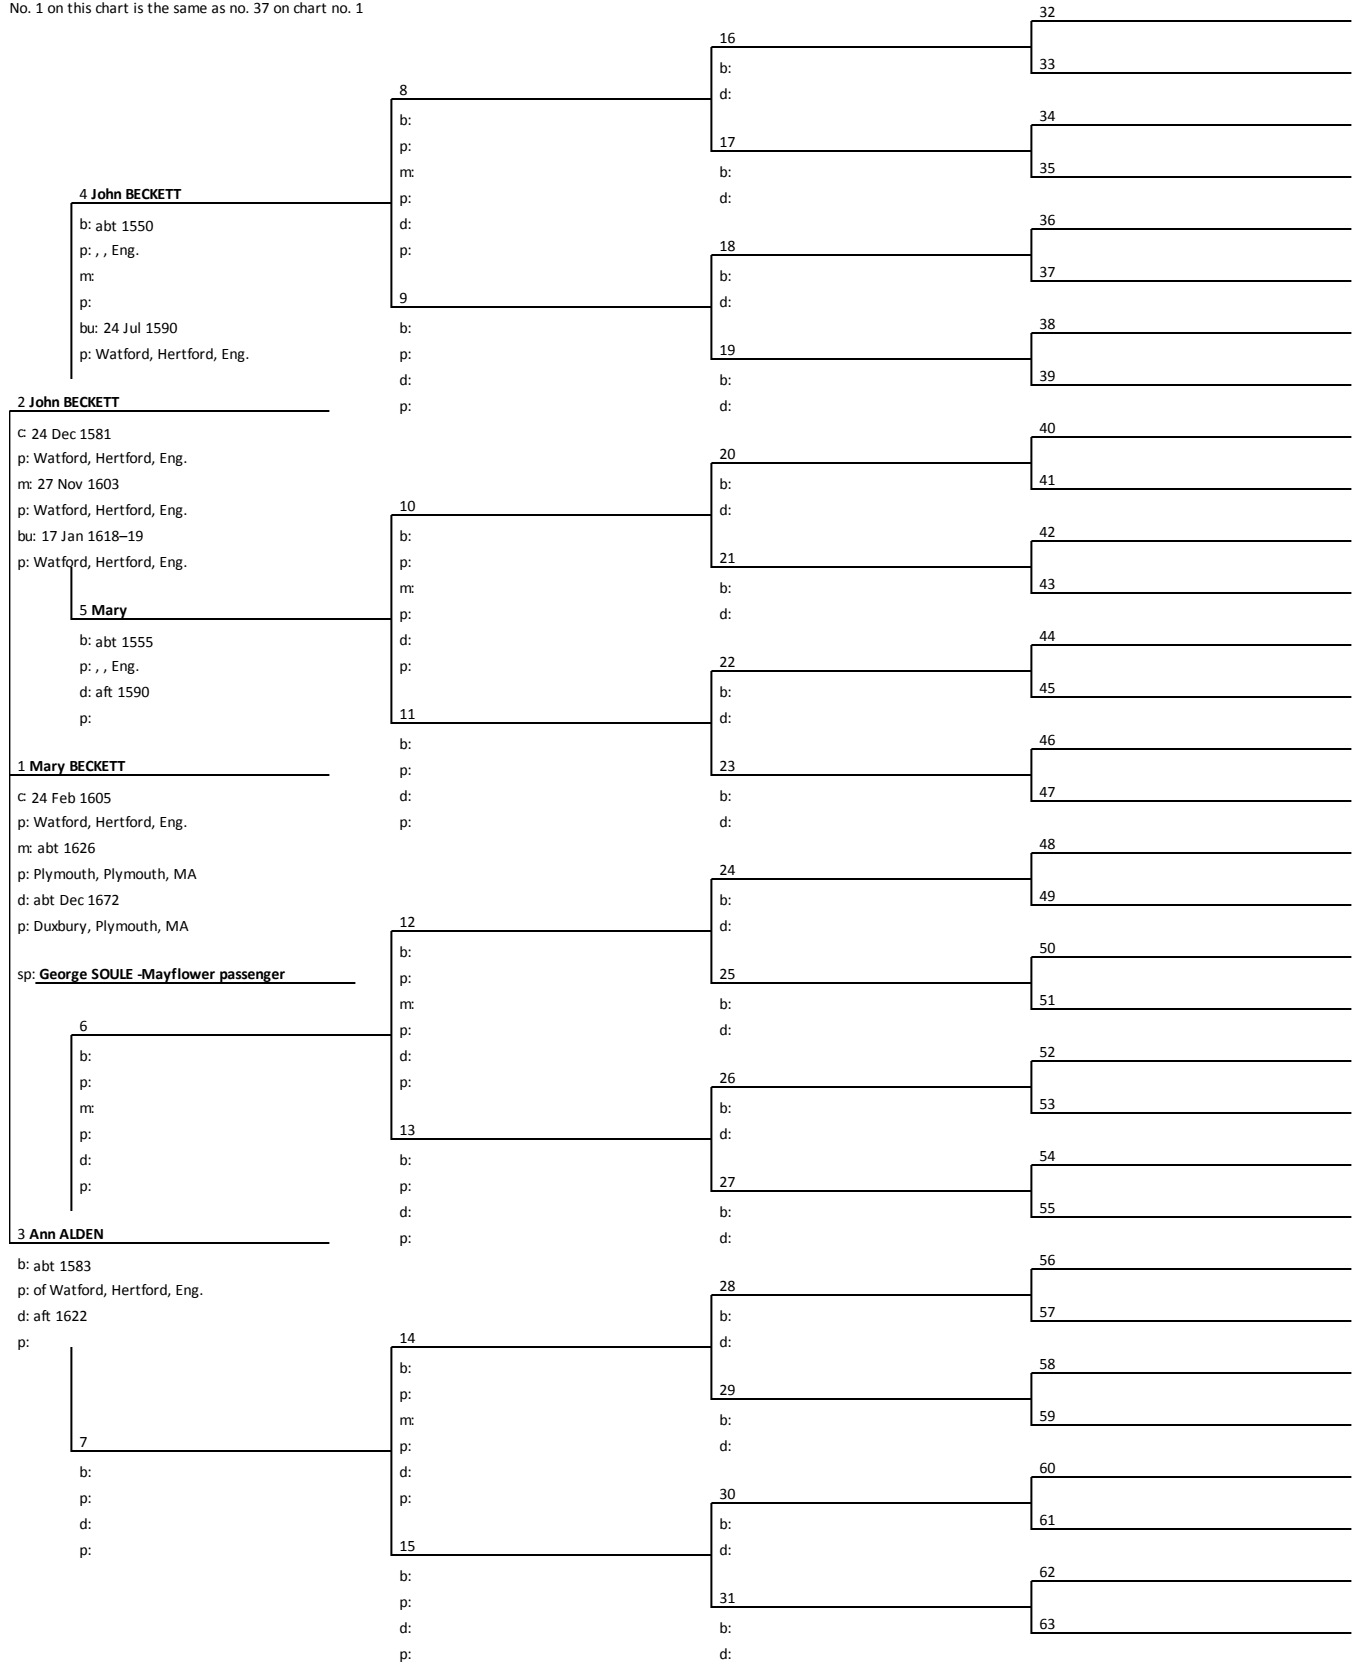 No. 1 on this chart is the same as no. 37 on chart no. 1
4 John BECKETT
b: abt 1550
p: , , Eng.
m:
p:
bu: 24 Jul 1590
p: Watford, Hertford, Eng.
2 John BECKETT
c: 24 Dec 1581
p: Watford, Hertford, Eng.
m: 27 Nov 1603
p: Watford, Hertford, Eng.
bu: 17 Jan 1618–19
p: Watford, Hertford, Eng.
5 Mary
b: abt 1555
p: , , Eng.
d: aft 1590
p:
1 Mary BECKETT
c: 24 Feb 1605
p: Watford, Hertford, Eng.
m: abt 1626
p: Plymouth, Plymouth, MA
d: abt Dec 1672
p: Duxbury, Plymouth, MA
sp: George SOULE -Mayflower passenger
6
b:
p:
m:
p:
d:
p:
3 Ann ALDEN
b: abt 1583
p: of Watford, Hertford, Eng.
d: aft 1622
p:
7
b:
p:
d:
p:
8
b:
p:
m:
p:
d:
p:
9
b:
p:
d:
p:
10
b:
p:
m:
p:
d:
p:
11
b:
p:
d:
p:
12
b:
p:
m:
p:
d:
p:
13
b:
p:
d:
p:
14
b:
p:
m:
p:
d:
p:
15
b:
p:
d:
p:
16
b:
d:
17
b:
d:
18
b:
d:
19
b:
d:
20
b:
d:
21
b:
d:
22
b:
d:
23
b:
d:
24
b:
d:
25
b:
d:
26
b:
d:
27
b:
d:
28
b:
d:
29
b:
d:
30
b:
d:
31
b:
d:
32
33
34
35
36
37
38
39
40
41
42
43
44
45
46
47
48
49
50
51
52
53
54
55
56
57
58
59
60
61
62
63